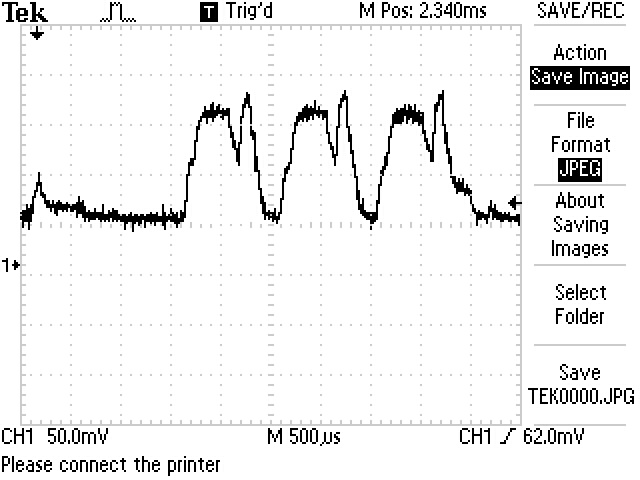 Tek T Trig'd M Pos: 2.340ms SAVE/REC
Action
Save Image
File
Format
JPEG
About
Saving
Images
1
Select
Folder
Save
TEK0000.JPG
CH1 50.0mV M 500µs CH1 62.0mV
Please connect the printer